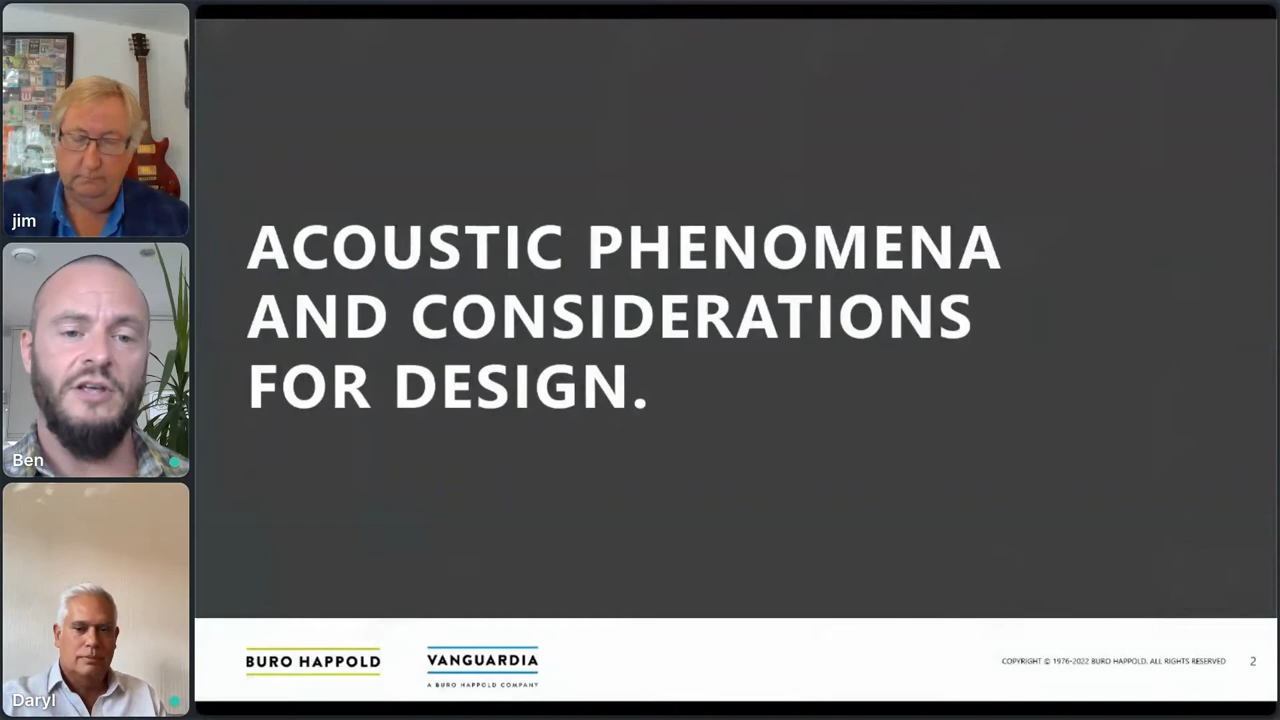 jim
Ben
Daryl
ACOUSTIC PHENOMENA
AND CONSIDERATIONS
FOR DESIGN.
BURO HAPPOLD
VANGUARDIA
A BURO HAPPOLD COMPANY
COPYRIGHT © 1976-2022 BURO HAPPOLD. ALL RIGHTS RESERVED
2